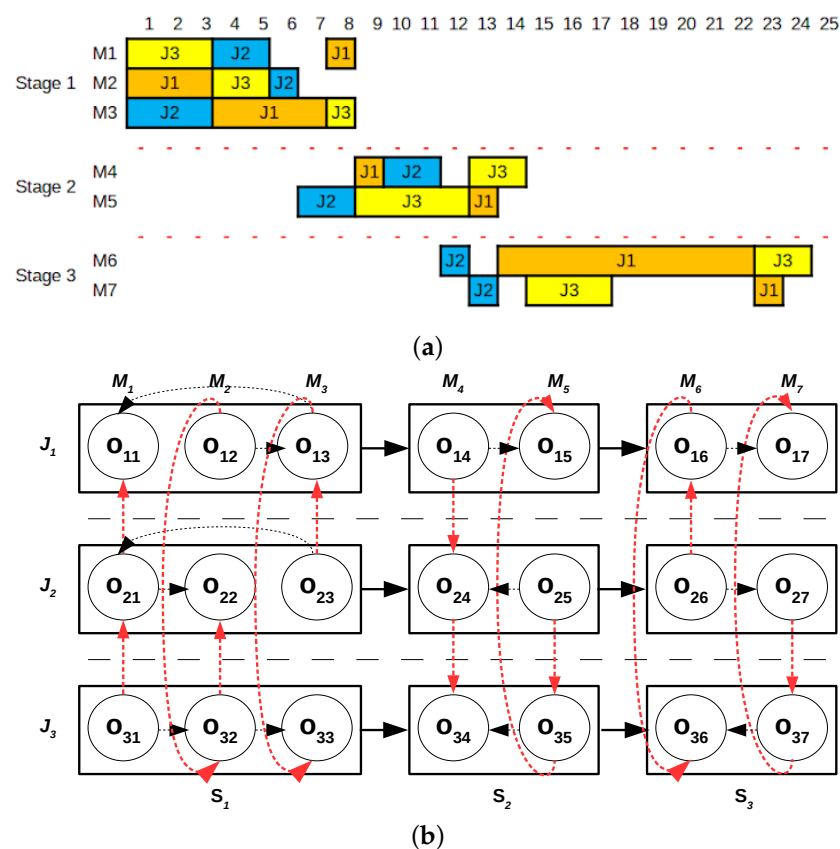 1 2 3 4 5 6 7 8 9 10 11 12 13 14 15 16 17 18 19 20 21 22 23 24 25
M1 J3 J2 J1
Stage 1 M2 J1 J3 J2
M3 J2 J1 J3
Stage 2 M4 J1 J2 J3
M5 J2 J3 J1
Stage 3 M6 J2 J1 J3
M7 J2 J3 J1
(a)
M1 M2 M3 M4 M5 M6 M7
J1 O11 O12 O13 O14 O15 O16 O17
J2 O21 O22 O23 O24 O25 O26 O27
J3 O31 O32 O33 O34 O35 O36 O37
S1 S2 S3
(b)